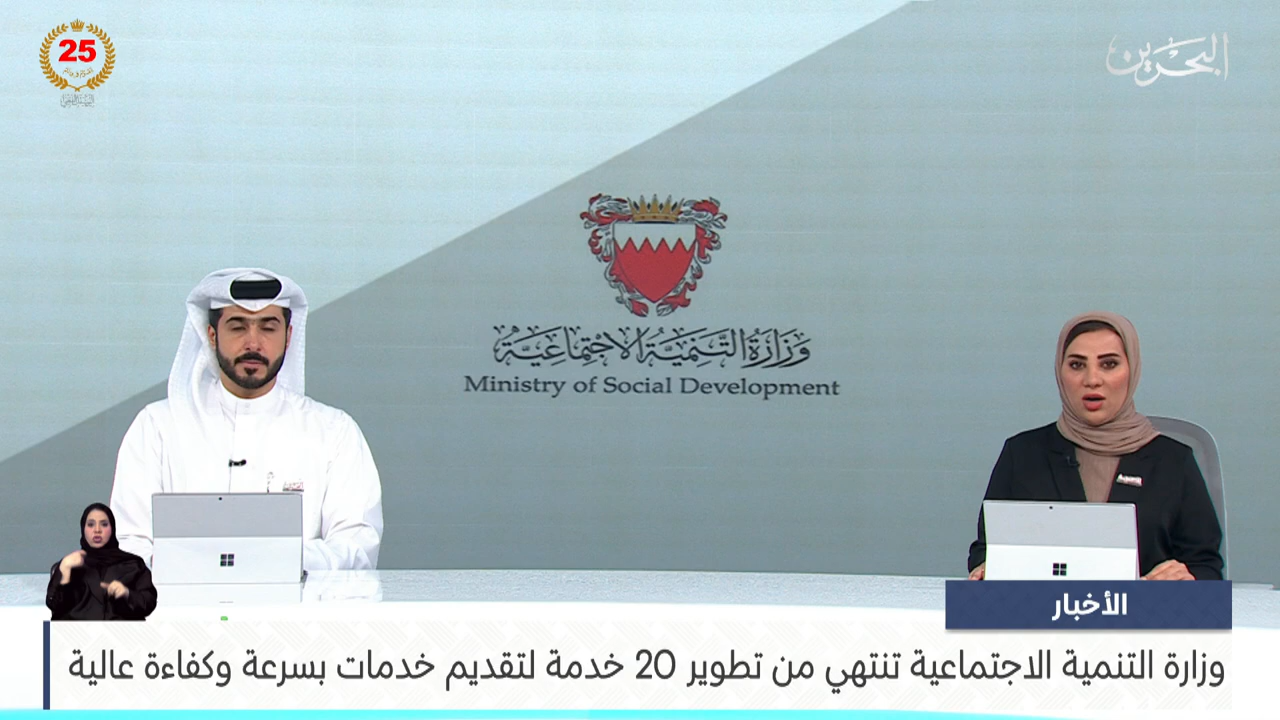 25
البحرين
وزارة التنمية الاجتماعية
Ministry of Social Development
الأخبار
وزارة التنمية الاجتماعية تنتهي من تطوير 20 خدمة لتقديم خدمات بسرعة وكفاءة عالية